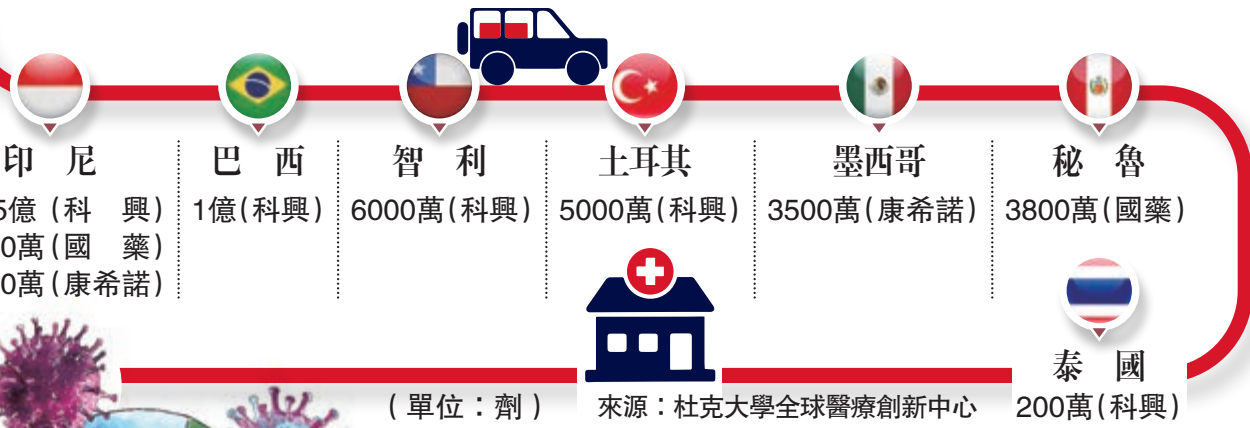 印　尼
億（科　興）
0萬（國　藥）
0萬（康希諾）
巴　西
1億（科興）
智　利
6000萬（科興）
土耳其
5000萬（科興）
墨西哥
3500萬（康希諾）
秘　魯
3800萬（國藥）
泰　國
200萬（科興）
（單位：劑）
來源：杜克大學全球醫療創新中心